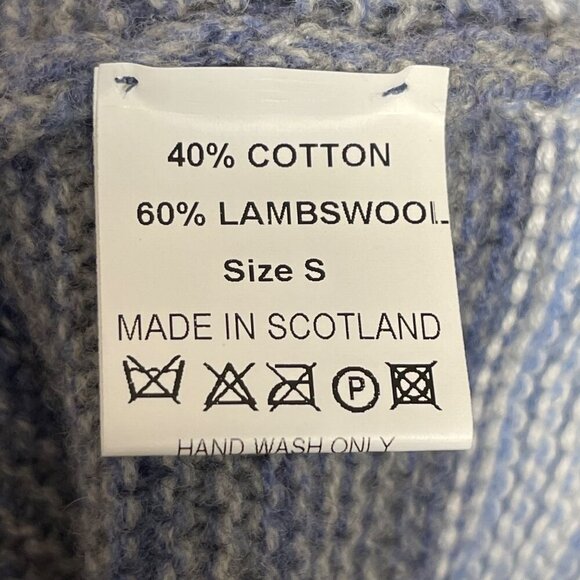 40% COTTON
60% LAMBSWOOL
Size S
MADE IN SCOTLAND
P
HAND WASH ONLY